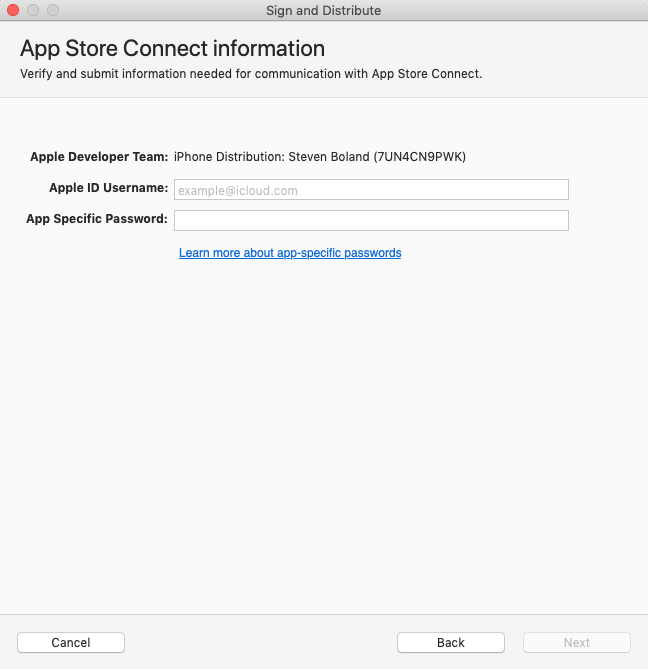 Sign and Distribute
App Store Connect information
Verify and submit information needed for communication with App Store Connect.
Apple Developer Team: iPhone Distribution: Steven Boland (7UN4CN9PWK)
Apple ID Username: example@icloud.com
App Specific Password:
Learn more about app-specific passwords
Cancel Back Next